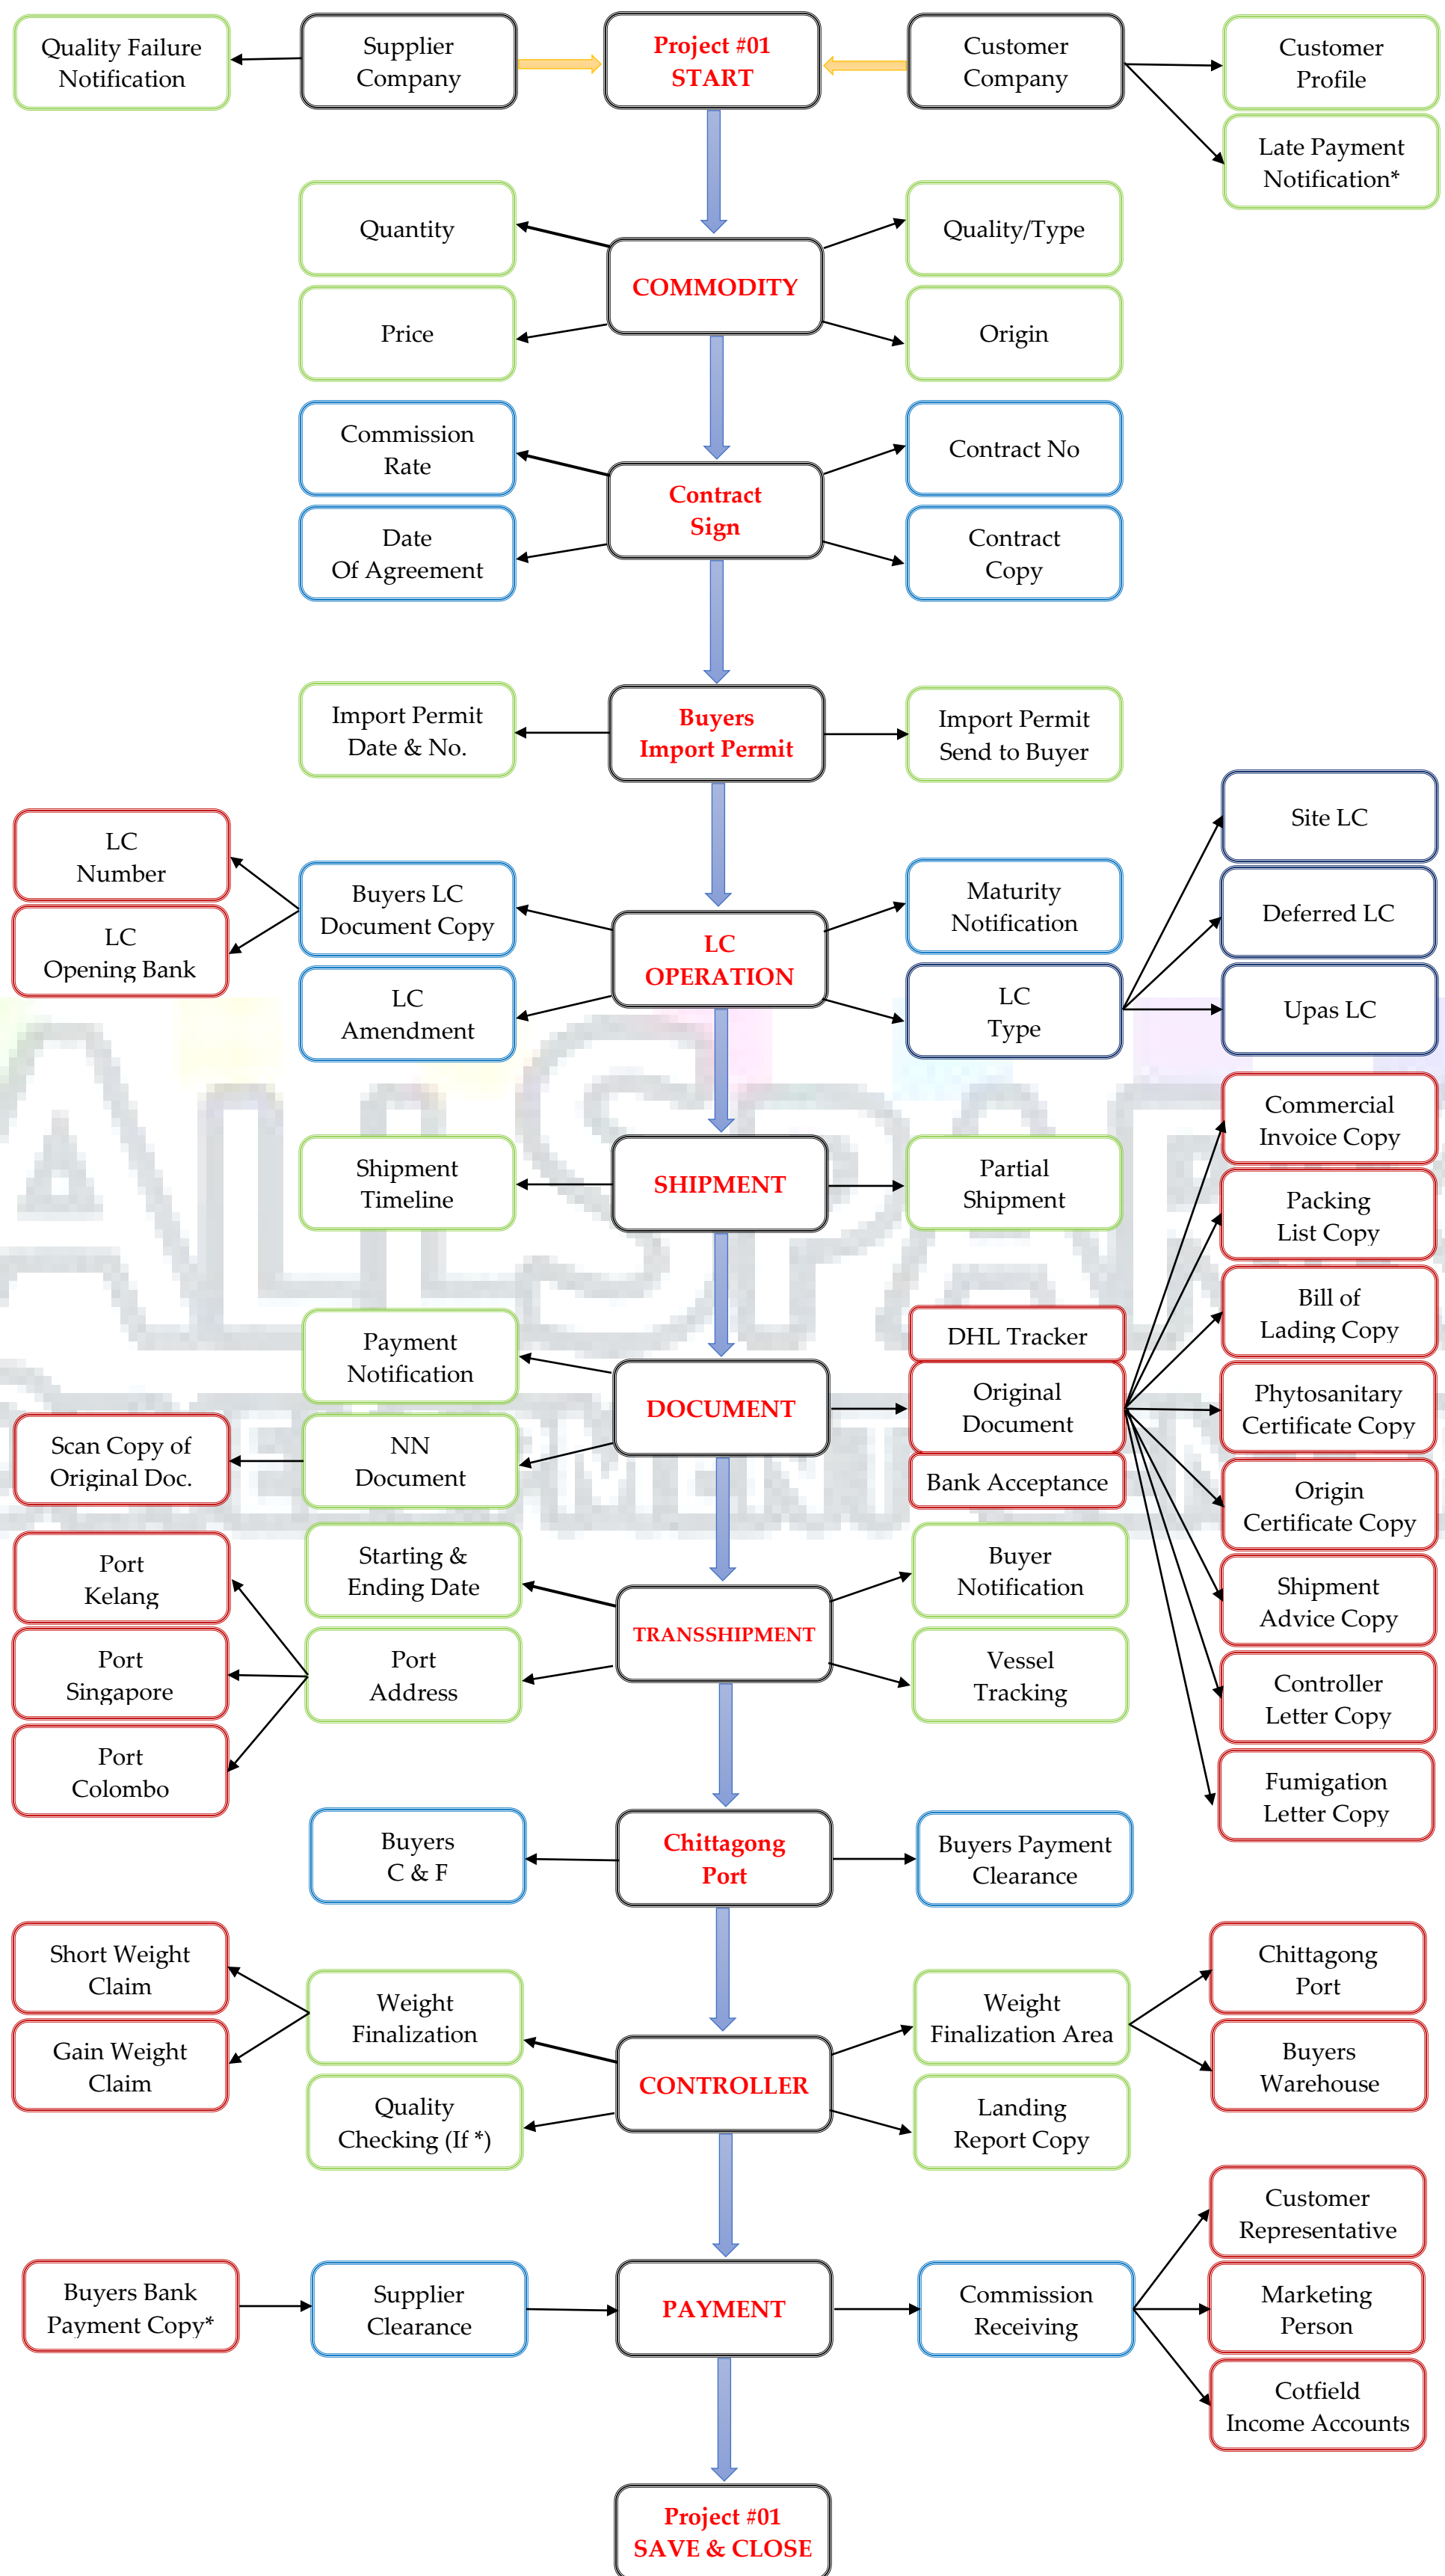 Quality Failure
Notification
Supplier
Company
Project #01
START
Customer
Company
Customer
Profile
Late Payment
Notification*
Quantity
Quality/Type
COMMODITY
Price
Origin
Commission
Rate
Contract No
Contract
Sign
Date
Of Agreement
Contract
Copy
Import Permit
Date & No.
Buyers
Import Permit
Import Permit
Send to Buyer
Site LC
LC
Number
Buyers LC
Document Copy
Maturity
Notification
Deferred LC
LC
Opening Bank
LC
OPERATION
LC
Amendment
LC
Type
Upas LC
Commercial
Invoice Copy
Shipment
Timeline
SHIPMENT
Partial
Shipment
Packing
List Copy
Bill of
Lading Copy
Payment
Notification
DHL Tracker
DOCUMENT
Original
Document
Phytosanitary
Certificate Copy
Scan Copy of
Original Doc.
NN
Document
Bank Acceptance
Origin
Certificate Copy
Port
Kelang
Starting &
Ending Date
Buyer
Notification
Shipment
Advice Copy
TRANSSHIPMENT
Port
Singapore
Port
Address
Vessel
Tracking
Controller
Letter Copy
Port
Colombo
Fumigation
Letter Copy
Buyers
C & F
Chittagong
Port
Buyers Payment
Clearance
Short Weight
Claim
Weight
Finalization
Weight
Finalization Area
Chittagong
Port
Gain Weight
Claim
CONTROLLER
Buyers
Warehouse
Quality
Checking (If *)
Landing
Report Copy
Customer
Representative
Buyers Bank
Payment Copy*
Supplier
Clearance
PAYMENT
Commission
Receiving
Marketing
Person
Cotfield
Income Accounts
Project #01
SAVE & CLOSE